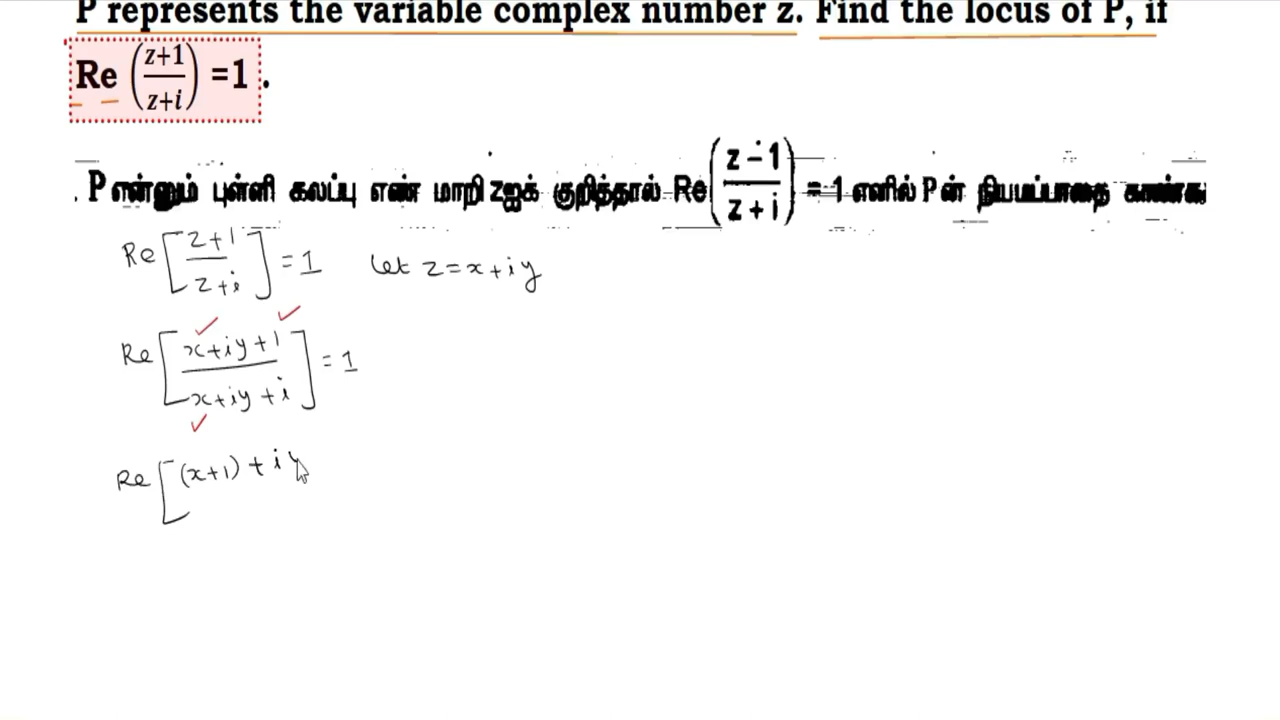 P represents the variable complex number z. Find the locus of P, if
Re (z+1/z+i) =1 .
. P என்னும் புள்ளி கலப்பு எண் மாறி zஐக் குறித்தால் Re (z-1/z+i) = 1 எனில் P ன் நியமப்பாதை காண்க
Re [z+1/z+i] = 1 let z = x+iy
Re [x+iy+1/x+iy+i] = 1
Re [(x+1) + iy